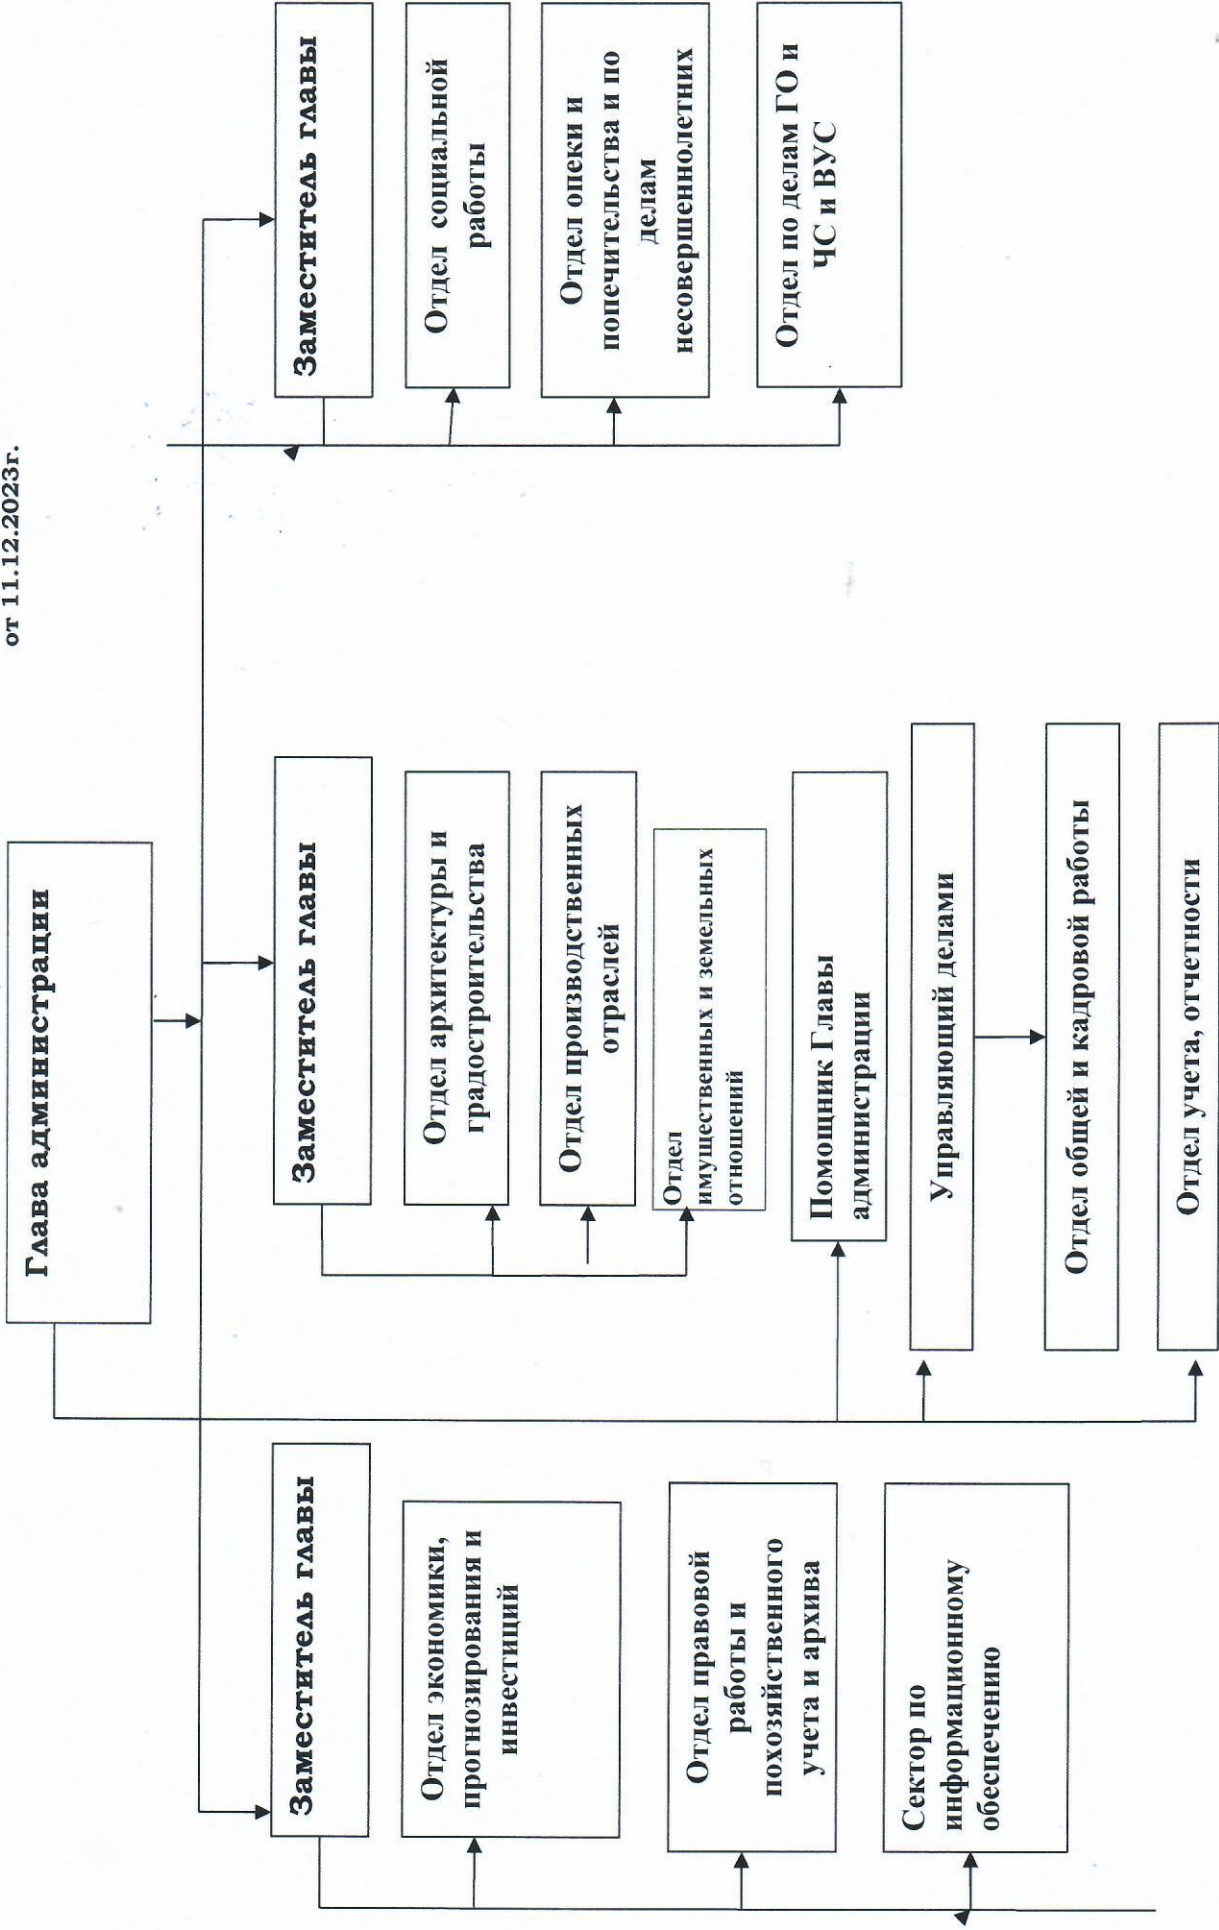 от 11.12.2023г.
Глава администрации
Заместитель главы
Отдел экономики,
прогнозирования и
инвестиций
Отдел правовой
работы и
похозяйственного
учета и архива
Сектор по
информационному
обеспечению
Заместитель главы
Отдел архитектуры и
градостроительства
Отдел производственных
отраслей
Отдел
имущественных и земельных
отношений
Помощник Главы
администрации
Управляющий делами
Отдел общей и кадровой работы
Отдел учета, отчетности
Заместитель главы
Отдел социальной
работы
Отдел опеки и
попечительства и по
делам
несовершеннолетних
Отдел по делам ГО и
ЧС и ВУС